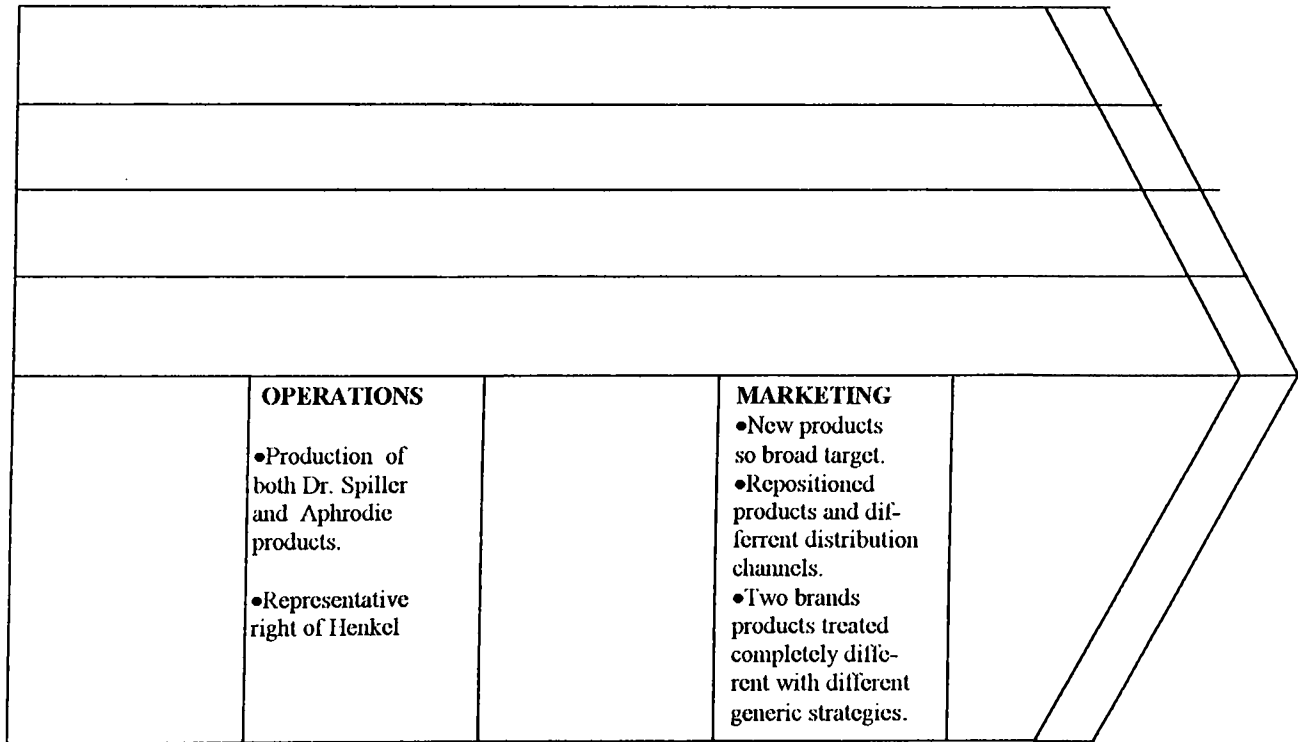 OPERATIONS
•Production of
both Dr. Spiller
and Aphrodie
products.
•Representative
right of Henkel
MARKETING
•New products
so broad target.
•Repositioned
products and dif-
ferrent distribution
channels.
•Two brands
products treated
completely diffe-
rent with different
generic strategies.